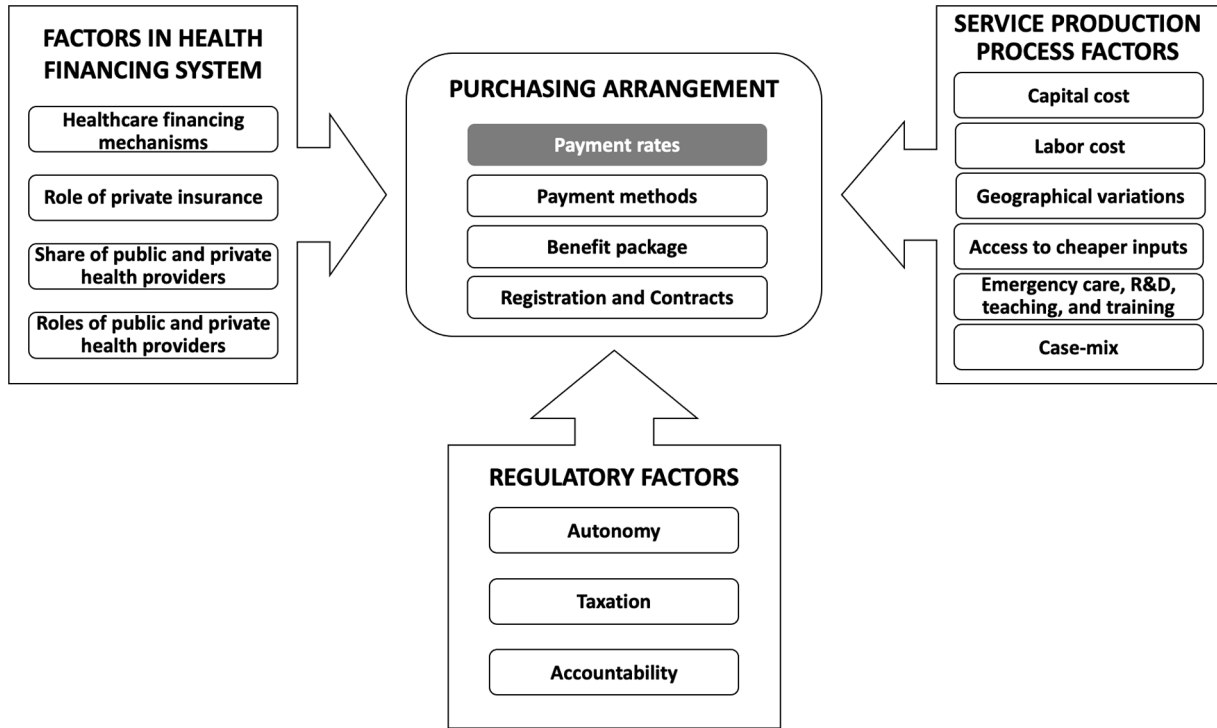 FACTORS IN HEALTH
FINANCING SYSTEM
Healthcare financing
mechanisms
Role of private insurance
Share of public and private
health providers
Roles of public and private
health providers
PURCHASING ARRANGEMENT
Payment rates
Payment methods
Benefit package
Registration and Contracts
SERVICE PRODUCTION
PROCESS FACTORS
Capital cost
Labor cost
Geographical variations
Access to cheaper inputs
Emergency care, R&D,
teaching, and training
Case-mix
REGULATORY FACTORS
Autonomy
Taxation
Accountability